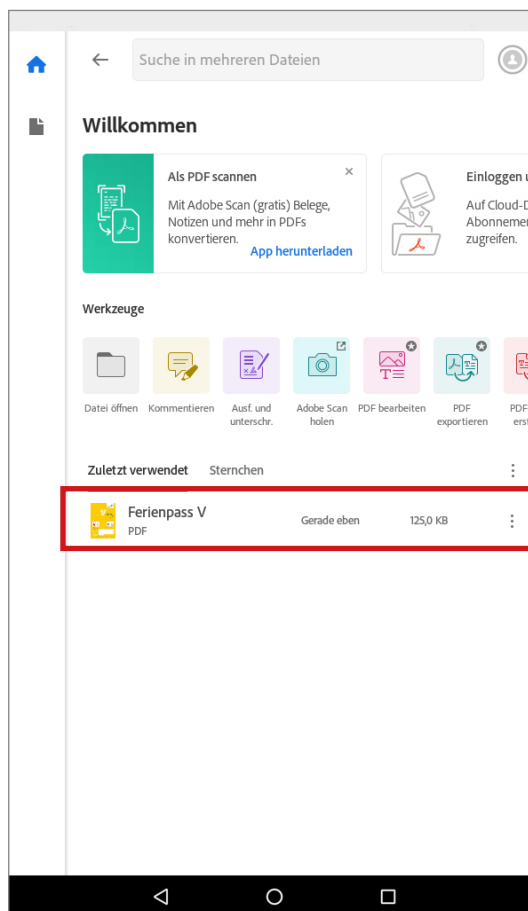 Suche in mehreren Dateien
Willkommen
Als PDF scannen
Mit Adobe Scan (gratis) Belege,
Notizen und mehr in PDFs
konvertieren.
App herunterladen
Einloggen
Auf Cloud-
zugreifen.
Werkzeuge
Datei öffnen
Kommentieren
Ausf. und
unterschr.
Adobe Scan
holen
PDF bearbeiten
PDF
exportieren
PDF
Zuletzt verwendet Sternchen
Ferienpass V
PDF
Gerade eben 125,0 KB